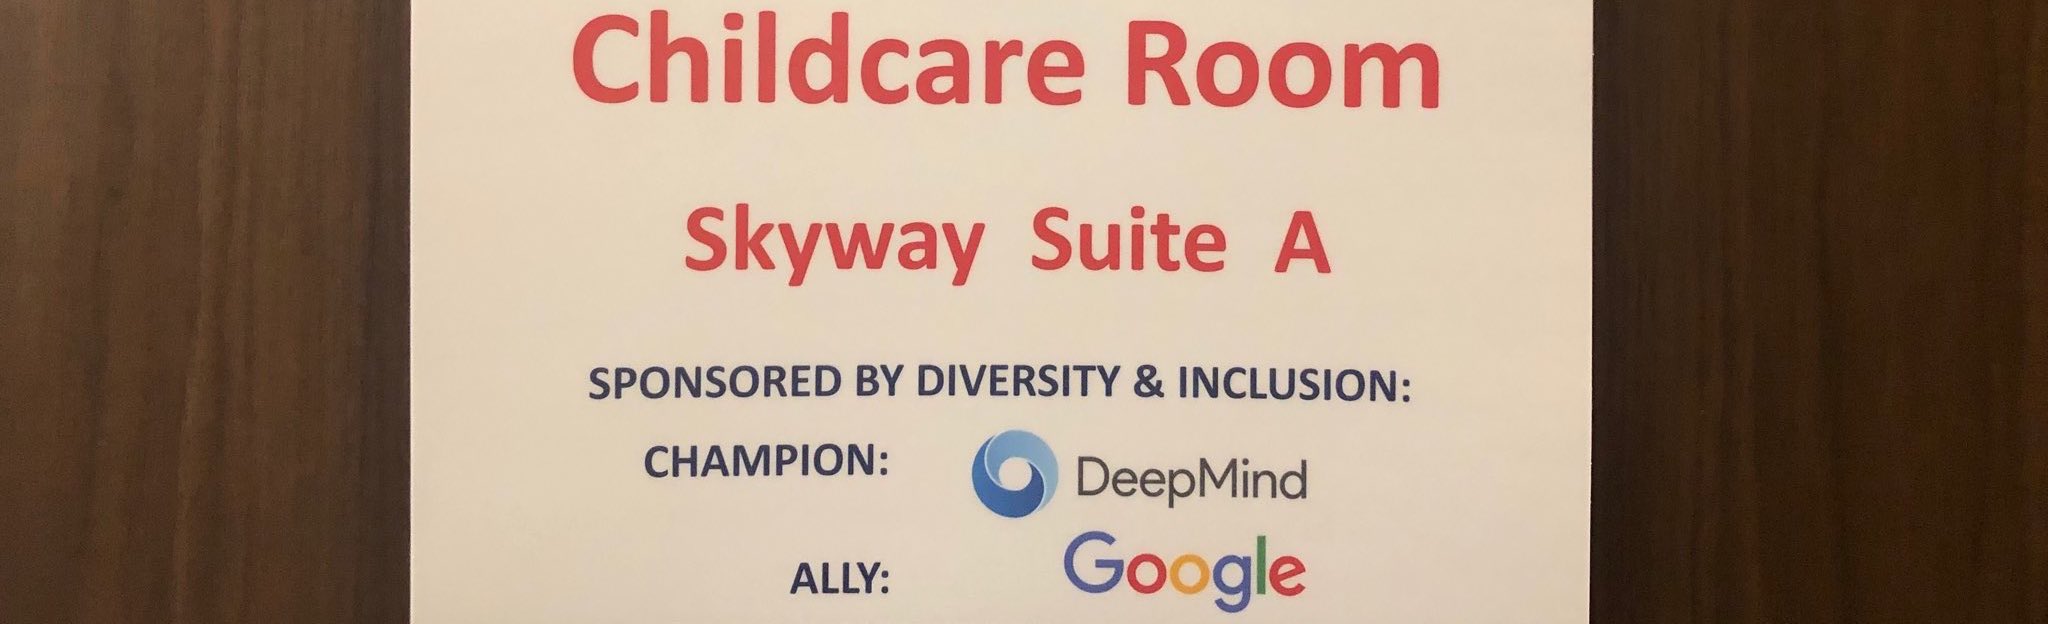 Childcare Room
Skyway Suite A
SPONSORED BY DIVERSITY & INCLUSION:
CHAMPION: DeepMind
ALLY: Google